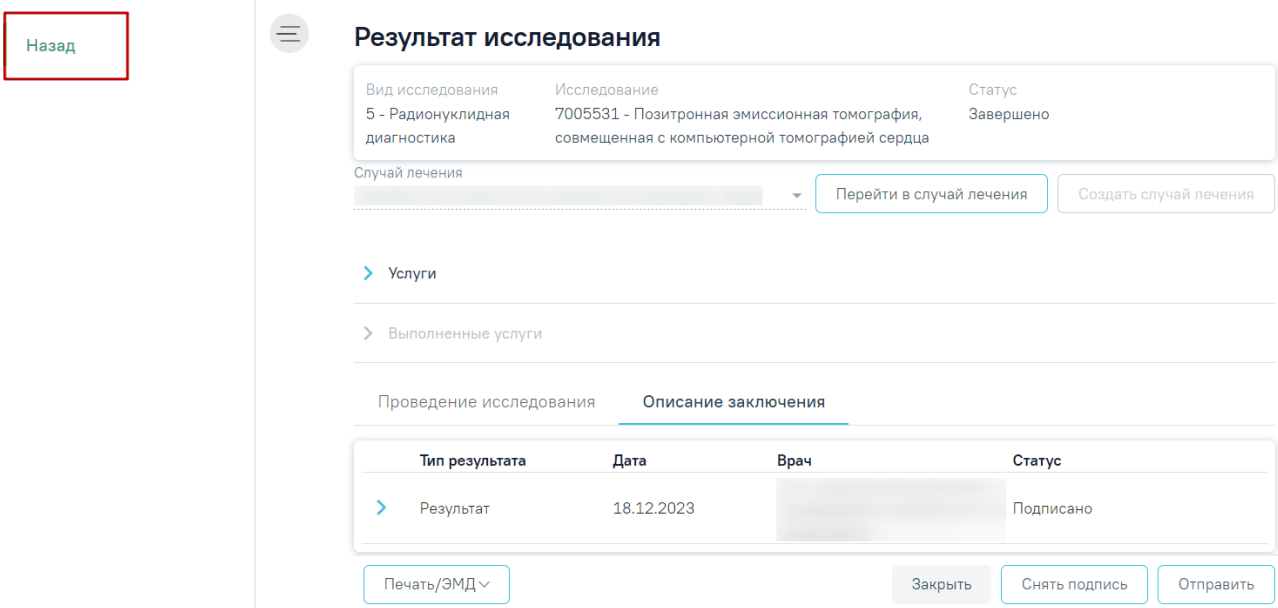 Назад
Результат исследования
Вид исследования Исследование Статус
5 - Радионуклидная 7005531 - Позитронная эмиссионная томография, Завершено
диагностика совмещенная с компьютерной томографией сердца
Случай лечения
Перейти в случай лечения Создать случай лечения
Услуги
Выполненные услуги
Проведение исследования Описание заключения
Тип результата Дата Врач Статус
Результат 18.12.2023 Подписано
Печать/ЭМД Закрыть Снять подпись Отправить